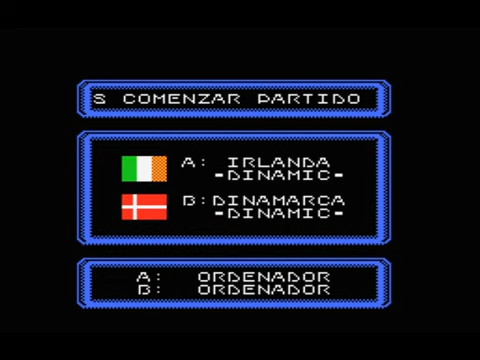 S COMENZAR PARTIDO
A: IRLANDA
-DINAMIC-
B:DINAMARCA
-DINAMIC-
A: ORDENADOR
B: ORDENADOR